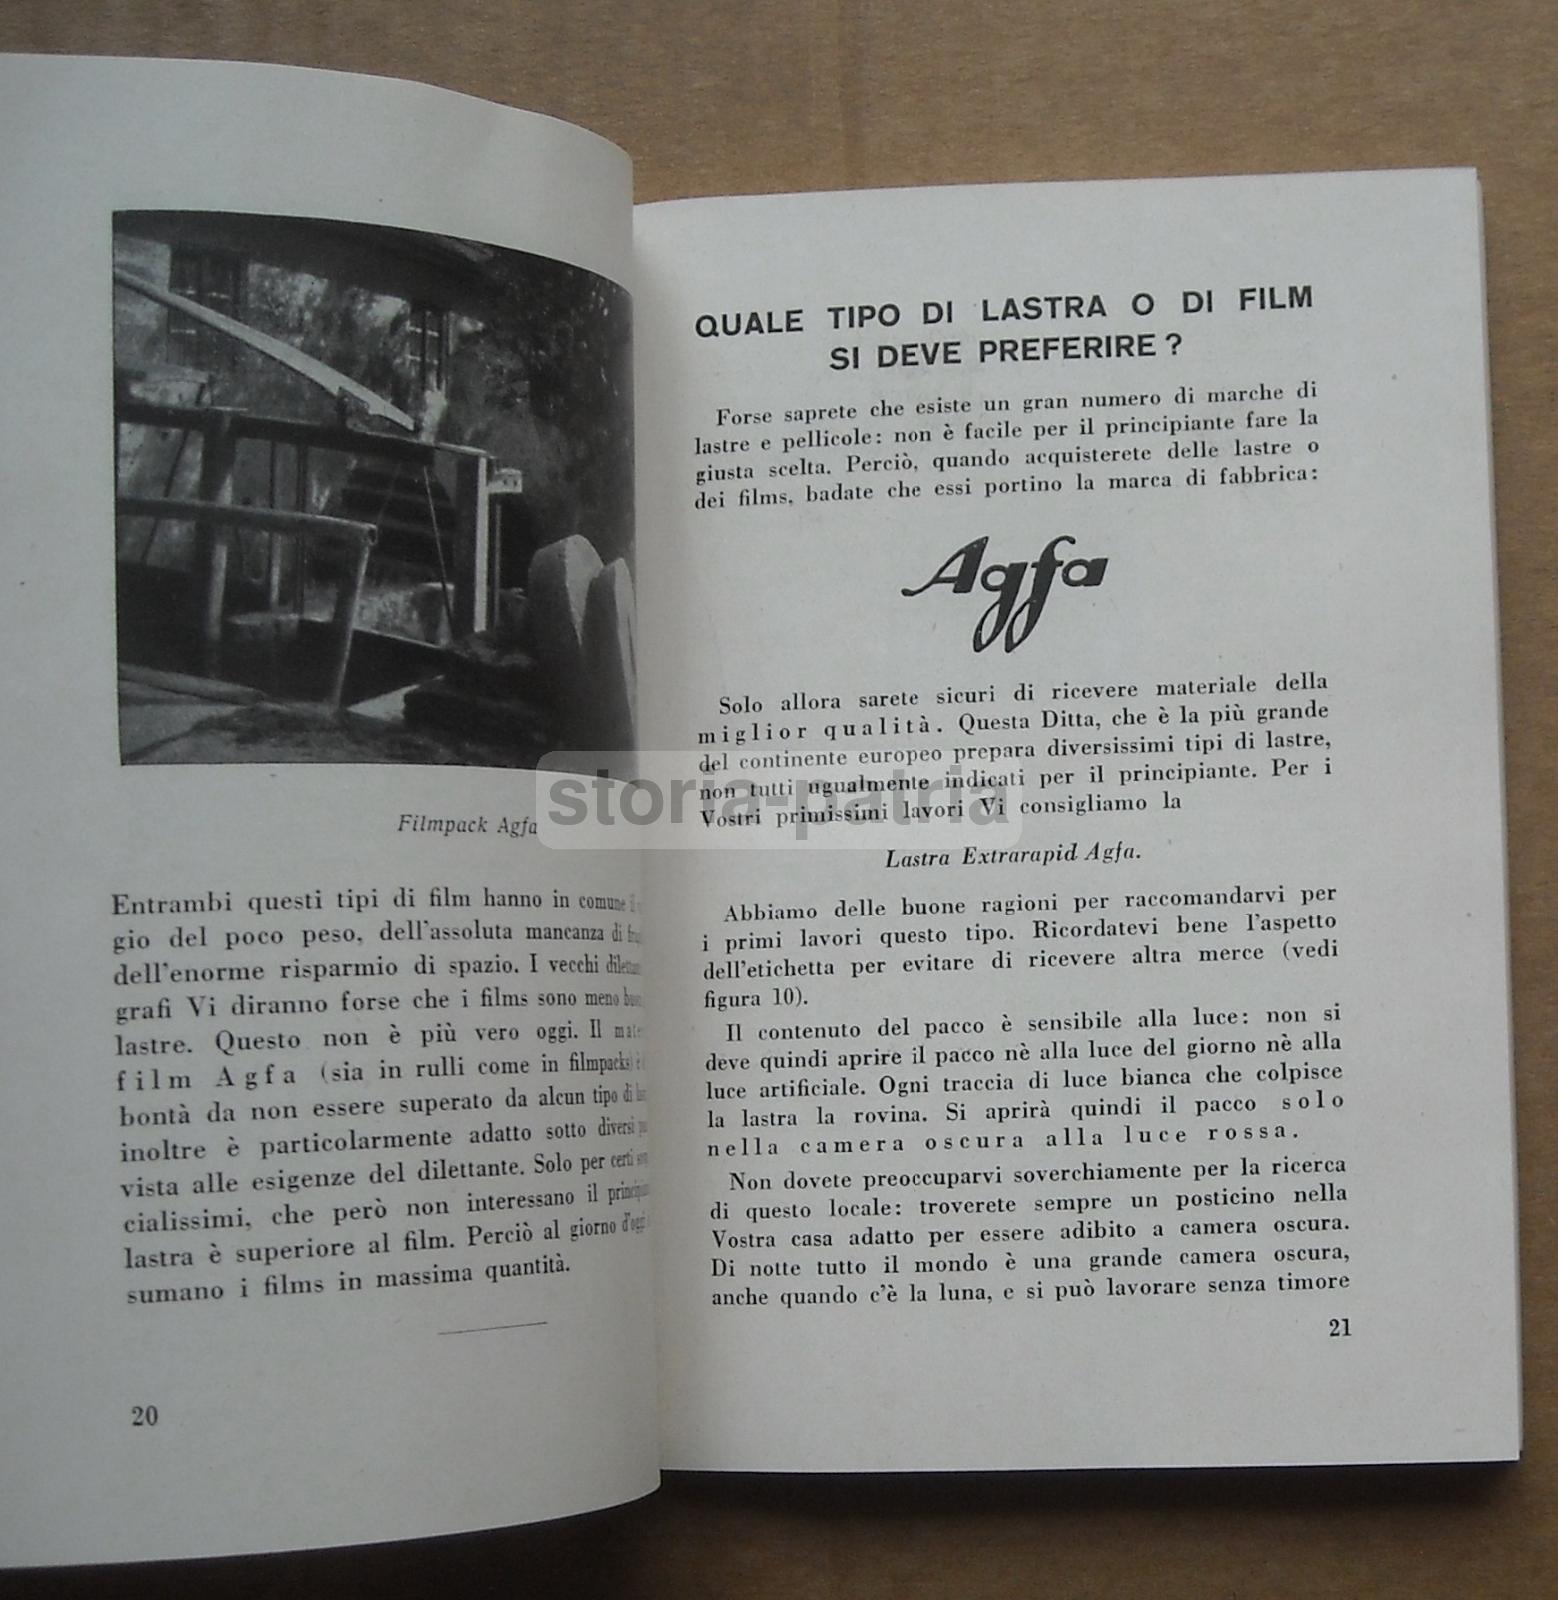 Filmpack Agfa
Entrambi questi tipi di film hanno in comune il
gio del poco peso, dell'assoluta mancanza di
dell'enorme risparmio di spazio. I vecchi
grafi Vi diranno forse che i films sono meno
lastre. Questo non è più vero oggi. Il
film Agfa (sia in rulli come in filmpacks) è
bontà da non essere superato da alcun tipo di
inoltre è particolarmente adatto sotto diversi
vista alle esigenze del dilettante. Solo per certi
cialissimi, che però non interessano il
lastra è superiore al film. Perciò al giorno d'oggi
sumano i films in massima quantità.
20
QUALE TIPO DI LASTRA O DI FILM
SI DEVE PREFERIRE?
Forse saprete che esiste un gran numero di marche di
lastre e pellicole: non è facile per il principiante fare la
giusta scelta. Perciò, quando acquisterete delle lastre o
dei films, badate che essi portino la marca di fabbrica:
Agfa
Solo allora sarete sicuri di ricevere materiale della
miglior qualità. Questa Ditta, che è la più grande
del continente europeo prepara diversissimi tipi di lastre,
non tutti ugualmente indicati per il principiante. Per i
Vostri primissimi lavori Vi consigliamo la
storia-patria
Lastra Extrarapid Agfa.
Abbiamo delle buone ragioni per raccomandarvi per
i primi lavori questo tipo. Ricordatevi bene l'aspetto
dell'etichetta per evitare di ricevere altra merce (vedi
figura 10).
Il contenuto del pacco è sensibile alla luce: non si
deve quindi aprire il pacco nè alla luce del giorno nè alla
luce artificiale. Ogni traccia di luce bianca che colpisce
la lastra la rovina. Si aprirà quindi il pacco solo
nella camera oscura alla luce rossa.
Non dovete preoccuparvi soverchiamente per la ricerca
di questo locale: troverete sempre un posticino nella
Vostra casa adatto per essere adibito a camera oscura.
Di notte tutto il mondo è una grande camera oscura,
anche quando c'è la luna, e si può lavorare senza timore
21